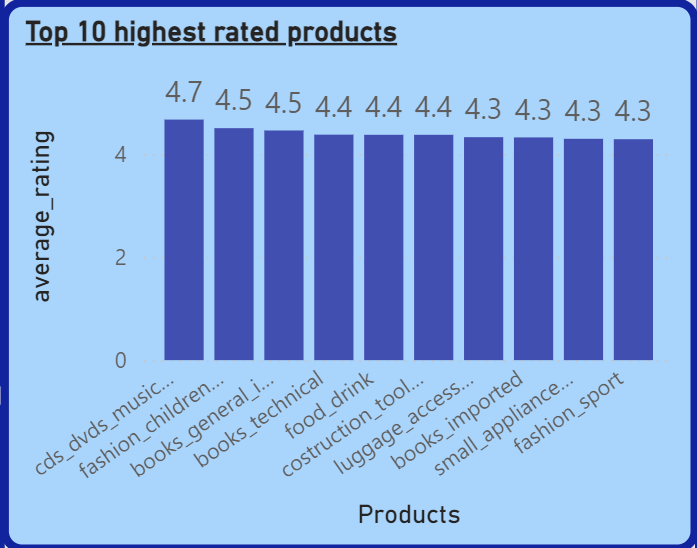 Top 10 highest rated products
average_rating
4.7 4.5 4.5 4.4 4.4 4.4 4.3 4.3 4.3 4.3
4
2
0
cds_dvds_music...
fashion_children...
books_general_i...
books_technical
food_drink
costruction_tool...
luggage_access...
books_imported
small_appliance...
fashion_sport
Products